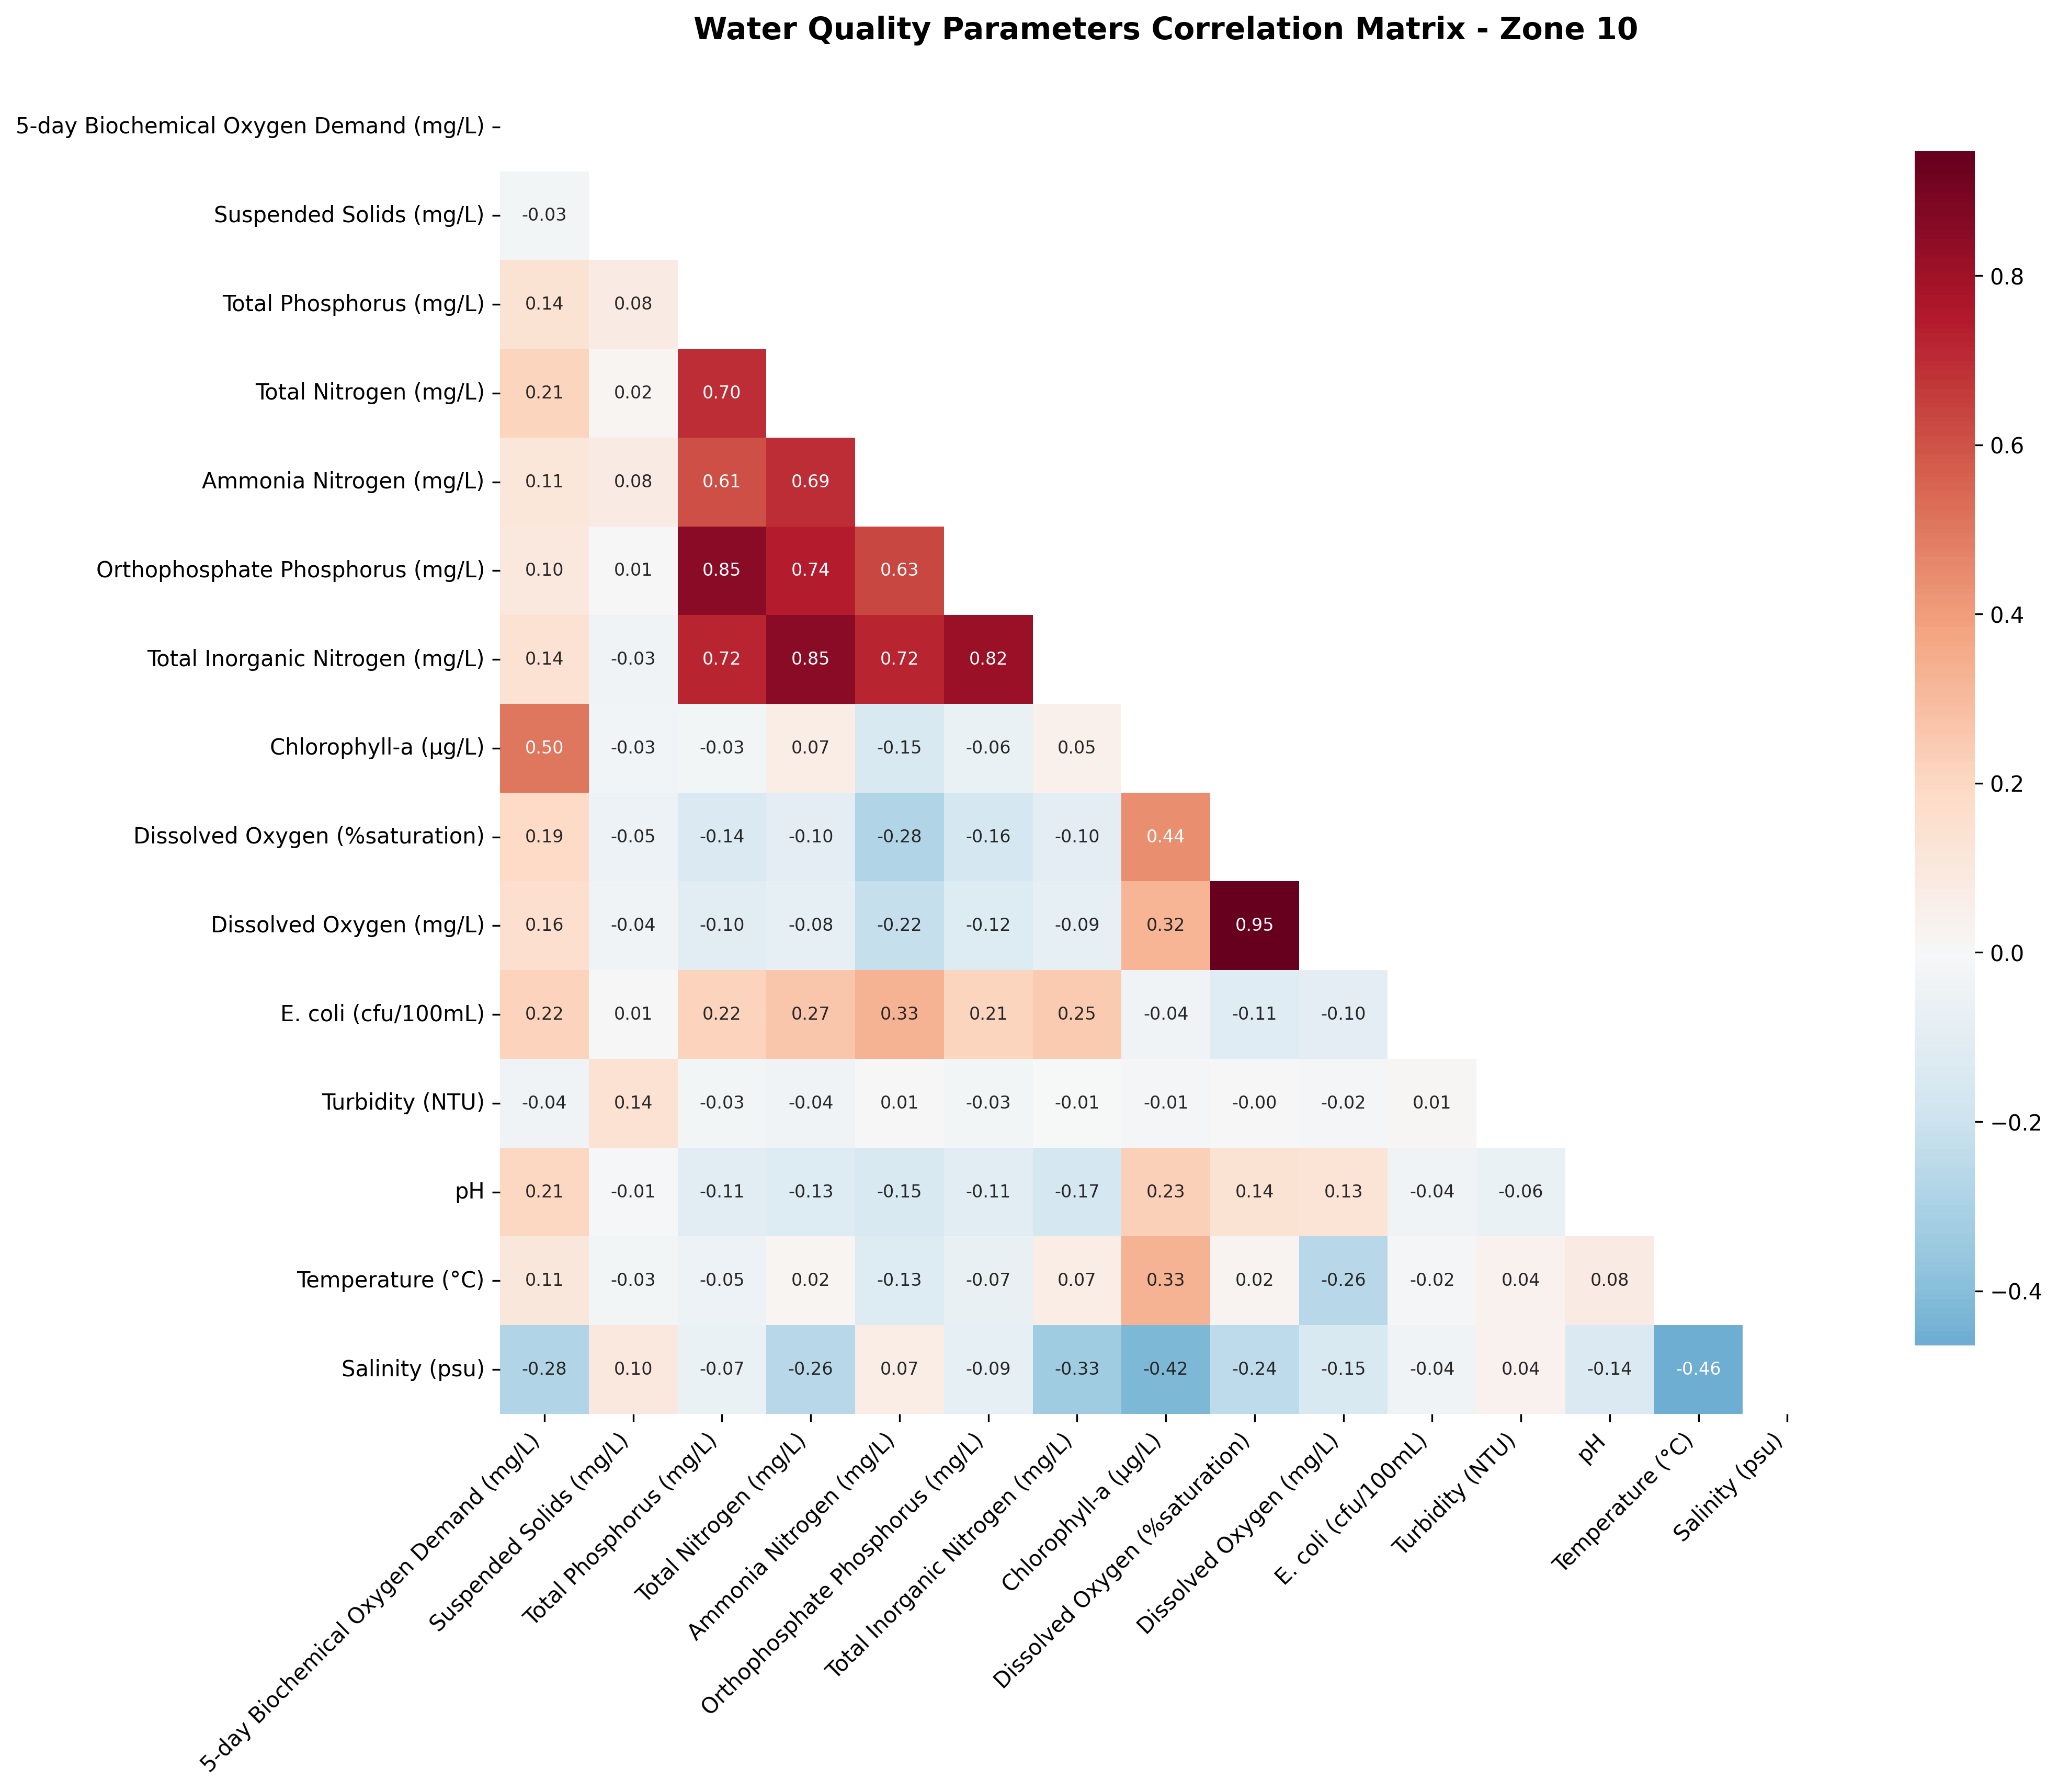 Water Quality Parameters Correlation Matrix - Zone 10
5-day Biochemical Oxygen Demand (mg/L)
Suspended Solids (mg/L) -0.03
Total Phosphorus (mg/L) 0.14 0.08
Total Nitrogen (mg/L) 0.21 0.02 0.70
Ammonia Nitrogen (mg/L) 0.11 0.08 0.61 0.69
Orthophosphate Phosphorus (mg/L) 0.10 0.01 0.85 0.74 0.63
Total Inorganic Nitrogen (mg/L) 0.14 -0.03 0.72 0.85 0.72 0.82
Chlorophyll-a (µg/L) 0.50 -0.03 -0.03 0.07 -0.15 -0.06 0.05
Dissolved Oxygen (%saturation) 0.19 -0.05 -0.14 -0.10 -0.28 -0.16 -0.10 0.44
Dissolved Oxygen (mg/L) 0.16 -0.04 -0.10 -0.08 -0.22 -0.12 -0.09 0.32 0.95
E. coli (cfu/100mL) 0.22 0.01 0.22 0.27 0.33 0.21 0.25 -0.04 -0.11 -0.10
Turbidity (NTU) -0.04 0.14 -0.03 -0.04 0.01 -0.03 -0.01 -0.01 -0.00 -0.02 0.01
pH 0.21 -0.01 -0.11 -0.13 -0.15 -0.11 -0.17 0.23 0.14 0.13 -0.04 -0.06
Temperature (°C) 0.11 -0.03 -0.05 0.02 -0.13 -0.07 0.07 0.33 0.02 -0.26 -0.02 0.04 0.08
Salinity (psu) -0.28 0.10 -0.07 -0.26 0.07 -0.09 -0.33 -0.42 -0.24 -0.15 -0.04 0.04 -0.14 -0.46
5-day Biochemical Oxygen Demand (mg/L)
Suspended Solids (mg/L)
Total Phosphorus (mg/L)
Total Nitrogen (mg/L)
Ammonia Nitrogen (mg/L)
Orthophosphate Phosphorus (mg/L)
Total Inorganic Nitrogen (mg/L)
Chlorophyll-a (µg/L)
Dissolved Oxygen (%saturation)
Dissolved Oxygen (mg/L)
E. coli (cfu/100mL)
Turbidity (NTU)
pH
Temperature (°C)
Salinity (psu)
0.8
0.6
0.4
0.2
0.0
−0.2
−0.4